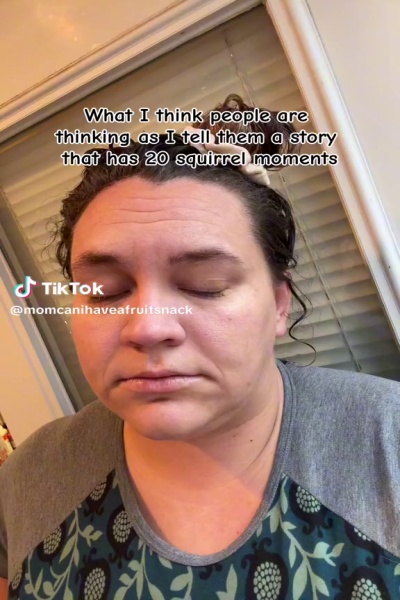 What I think people are
thinking as I tell them a story
that has 20 squirrel moments
TikTok
@momcanihaveafruitsnack